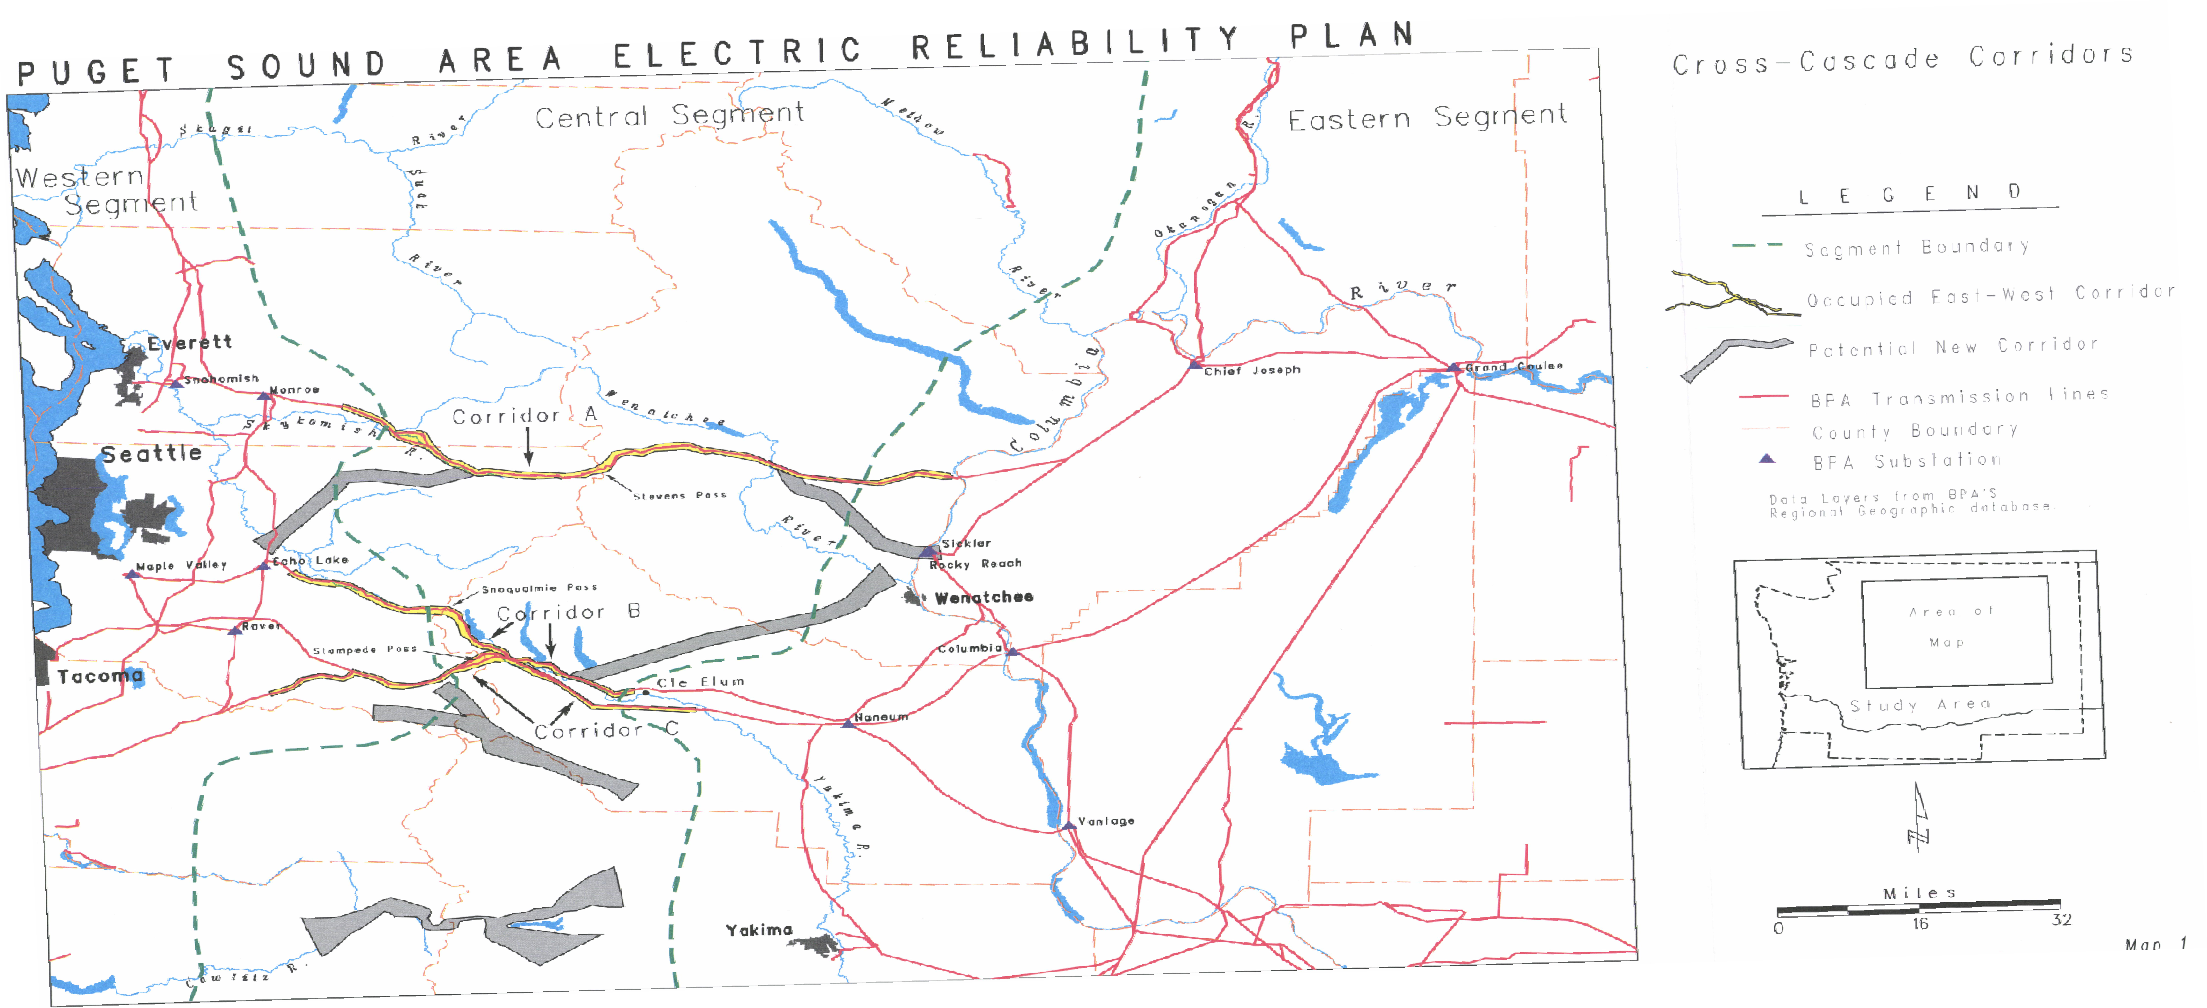 PUGET SOUND AREA ELECTRIC RELIABILITY PLAN
Cross-Cascade Corridors
Central Segment
Eastern Segment
Western
Segment
Skagit
River
Methow
River
Suak
River
Okanogan
R.
River
Columbia
Everett
Snohomish
Monroe
Skykomish
R.
Corridor A
Wenatchee
River
Stevens Pass
Seattle
Chief Joseph
Grand Coulee
Sickler
Rocky Reach
Wenatchee
Maple Valley
Echo Lake
Snoqualmie Pass
Corridor B
Raver
Stampede Pass
Columbia
Tacoma
Cle Elum
Corridor C
Naneum
Yakima R.
Vantage
Yakima
Cowlitz R.
LEGEND
Segment Boundary
Occupied East-West Corridor
Potential New Corridor
BPA Transmission Lines
County Boundary
BPA Substation
Data Layers from BPA'S
Regional Geographic database
Area of
Map
Study Area
N
Miles
0 16 32
Map 1